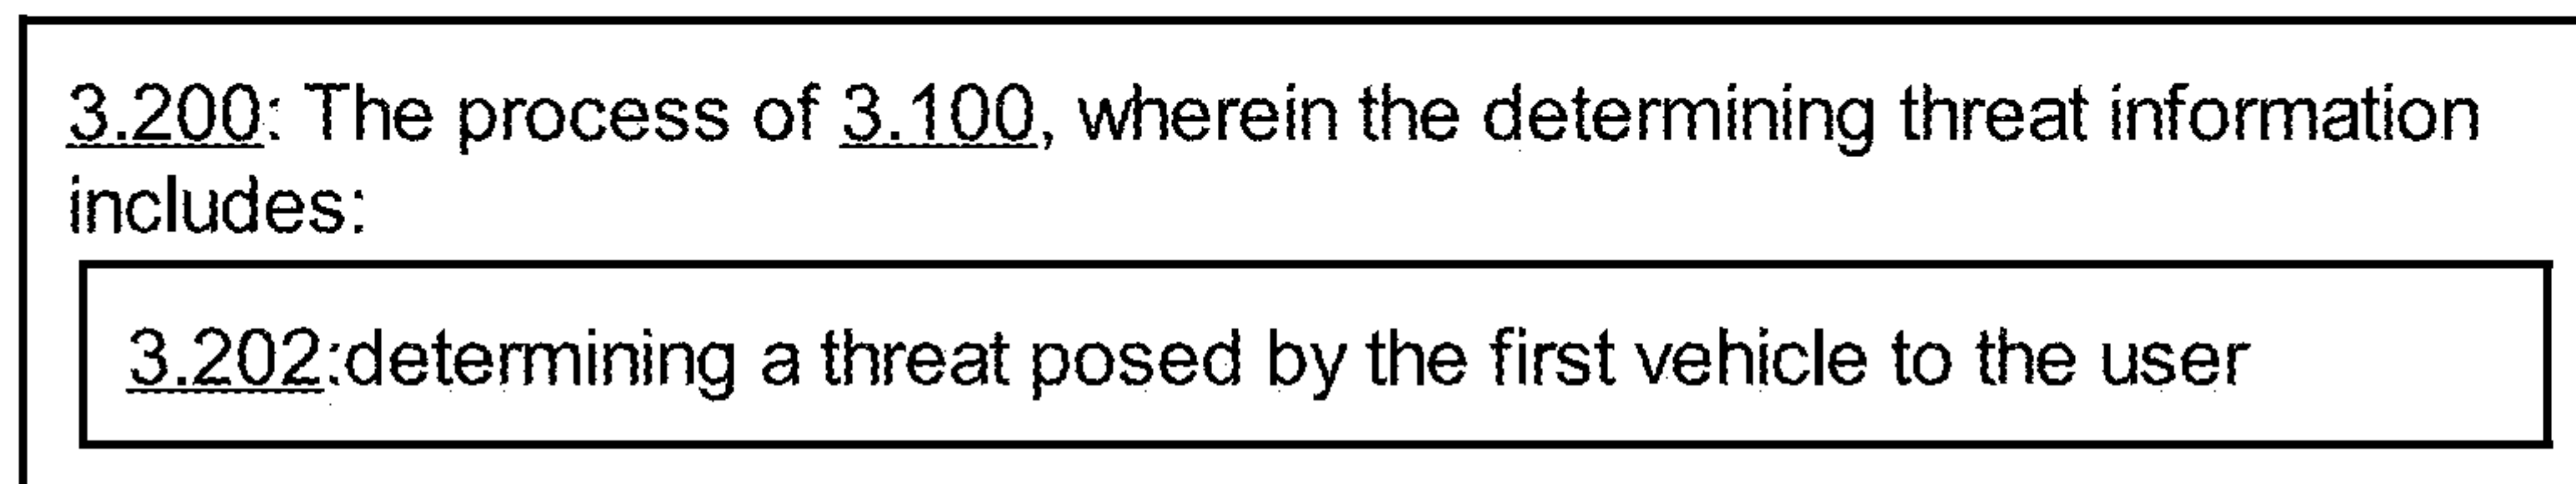 3.200: The process of 3.100, wherein the determining threat information
includes:
3.202:determining a threat posed by the first vehicle to the user